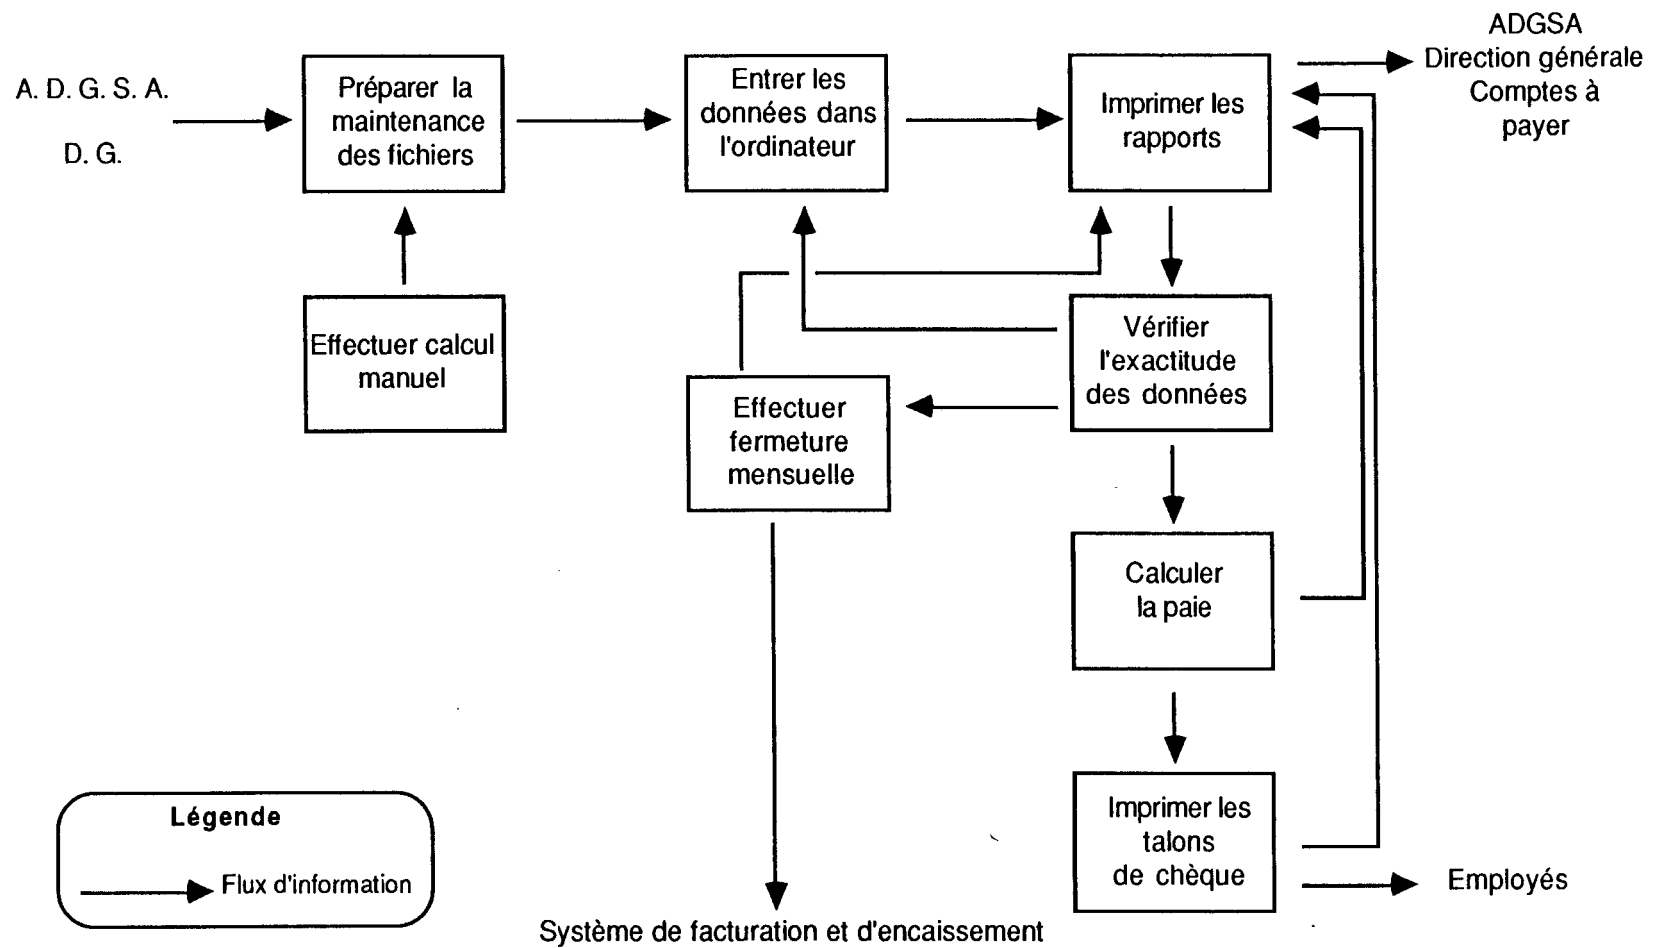 A. D. G. S. A.
D. G.
Préparer la
maintenance
des fichiers
Entrer les
données dans
l'ordinateur
Imprimer les
rapports
ADGSA
Direction générale
Comptes à
payer
Effectuer calcul
manuel
Vérifier
l'exactitude
des données
Effectuer
fermeture
mensuelle
Calculer
la paie
Imprimer les
talons
de chèque
Employés
Légende
Flux d'information
Système de facturation et d'encaissement